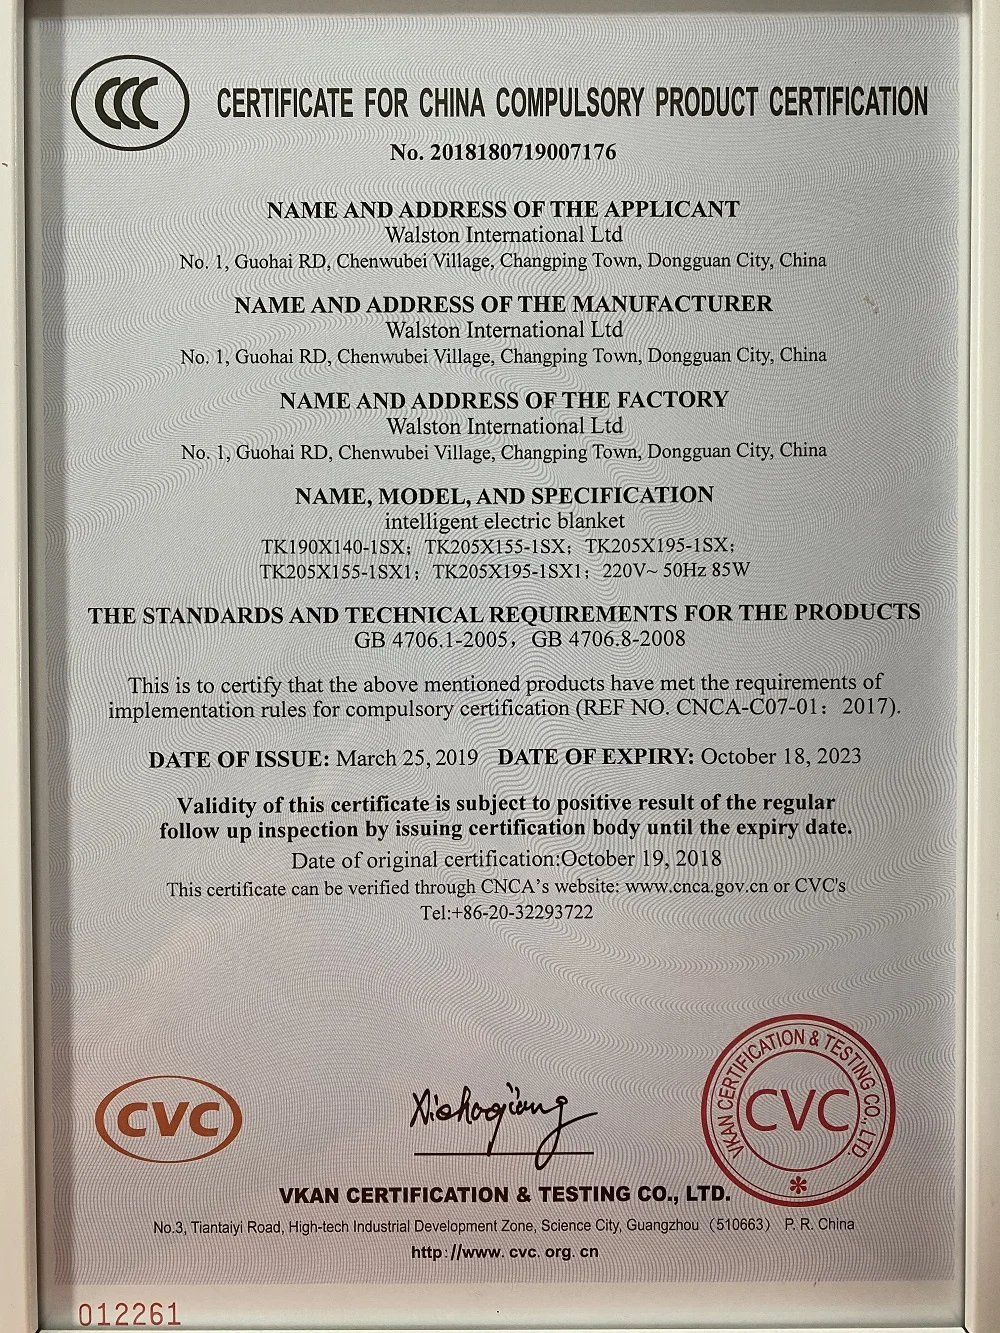 CCC
CERTIFICATE FOR CHINA COMPULSORY PRODUCT CERTIFICATION
No. 2018180719007176
NAME AND ADDRESS OF THE APPLICANT
Walston International Ltd
No. 1, Guohai RD, Chenwubei Village, Changping Town, Dongguan City, China
NAME AND ADDRESS OF THE MANUFACTURER
Walston International Ltd
No. 1, Guohai RD, Chenwubei Village, Changping Town, Dongguan City, China
NAME AND ADDRESS OF THE FACTORY
Walston International Ltd
No. 1, Guohai RD, Chenwubei Village, Changping Town, Dongguan City, China
NAME, MODEL, AND SPECIFICATION
intelligent electric blanket
TK190X140-1SX；TK205X155-1SX；TK205X195-1SX；
TK205X155-1SX1；TK205X195-1SX1；220V~ 50Hz 85W
THE STANDARDS AND TECHNICAL REQUIREMENTS FOR THE PRODUCTS
GB 4706.1-2005，GB 4706.8-2008
This is to certify that the above mentioned products have met the requirements of
implementation rules for compulsory certification (REF NO. CNCA-C07-01：2017).
DATE OF ISSUE: March 25, 2019 DATE OF EXPIRY: October 18, 2023
Validity of this certificate is subject to positive result of the regular
follow up inspection by issuing certification body until the expiry date.
Date of original certification:October 19, 2018
This certificate can be verified through CNCA's website: www.cnca.gov.cn or CVC's
Tel:+86-20-32293722
CVC
VKAN CERTIFICATION & TESTING CO., LTD.
CVC
VKAN CERTIFICATION & TESTING CO., LTD.
No.3, Tiantaiyi Road, High-tech Industrial Development Zone, Science City, Guangzhou（510663） P. R. China
http://www.cvc.org.cn
012261